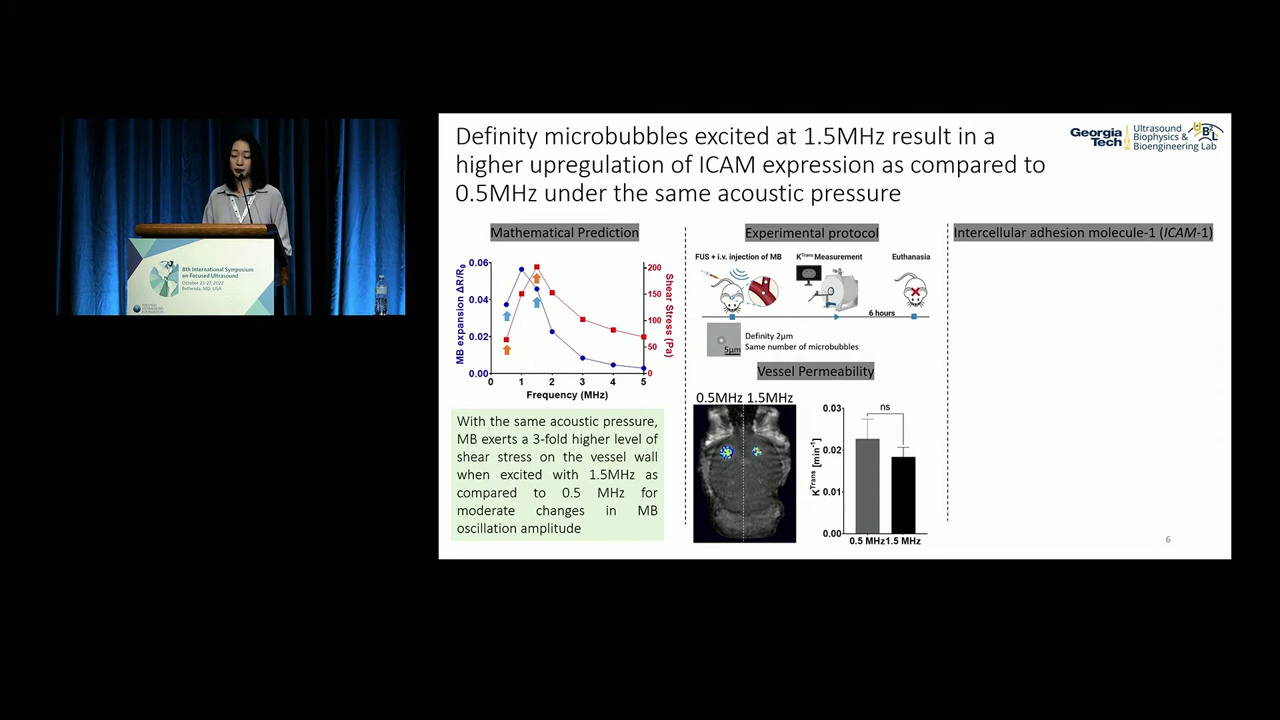 8th International Symposium
on Focused Ultrasound
October 23-27, 2022
Bethesda, MD, USA
FOCUSED
ULTRASOUND
FOUNDATION
Definity microbubbles excited at 1.5MHz result in a
higher upregulation of ICAM expression as compared to
0.5MHz under the same acoustic pressure
Georgia
Tech
Ultrasound
Biophysics &
Bioengineering Lab
UB2L
Mathematical Prediction
MB expansion ΔR/R0
0.06
0.04
0.02
0.00
200
150
100
50
0
Shear Stress (Pa)
0 1 2 3 4 5
Frequency (MHz)
With the same acoustic pressure,
MB exerts a 3-fold higher level of
shear stress on the vessel wall
when excited with 1.5MHz as
compared to 0.5 MHz for
moderate changes in MB
oscillation amplitude
Experimental protocol
FUS + i.v. injection of MB
KTrans Measurement
Euthanasia
6 hours
5μm
Definity 2μm
Same number of microbubbles
Vessel Permeability
0.5MHz 1.5MHz
KTrans [min-1]
0.03
0.02
0.01
0.00
ns
0.5 MHz 1.5 MHz
Intercellular adhesion molecule-1 (ICAM-1)
6